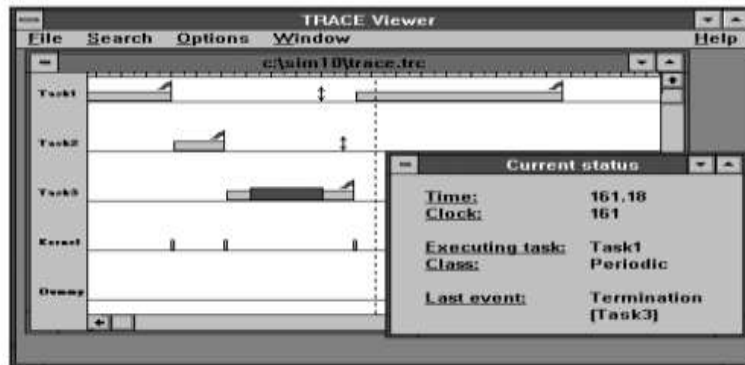 TRACE Viewer
File Search Options Window Help
c:\sim10\trace.trc
Task1
Task2
Task3
Kernel
Dummy
Current status
Time: 161.18
Clock: 161
Executing task: Task1
Class: Periodic
Last event: Termination
[Task3]